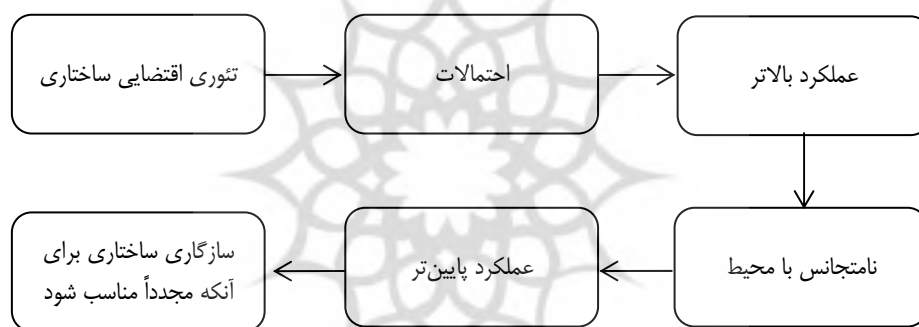 تئوری اقتضایی ساختاری
احتمالات
عملکرد بالاتر
نامتجانس با محیط
عملکرد پایین‌تر
سازگاری ساختاری برای
آنکه مجدداً مناسب شود